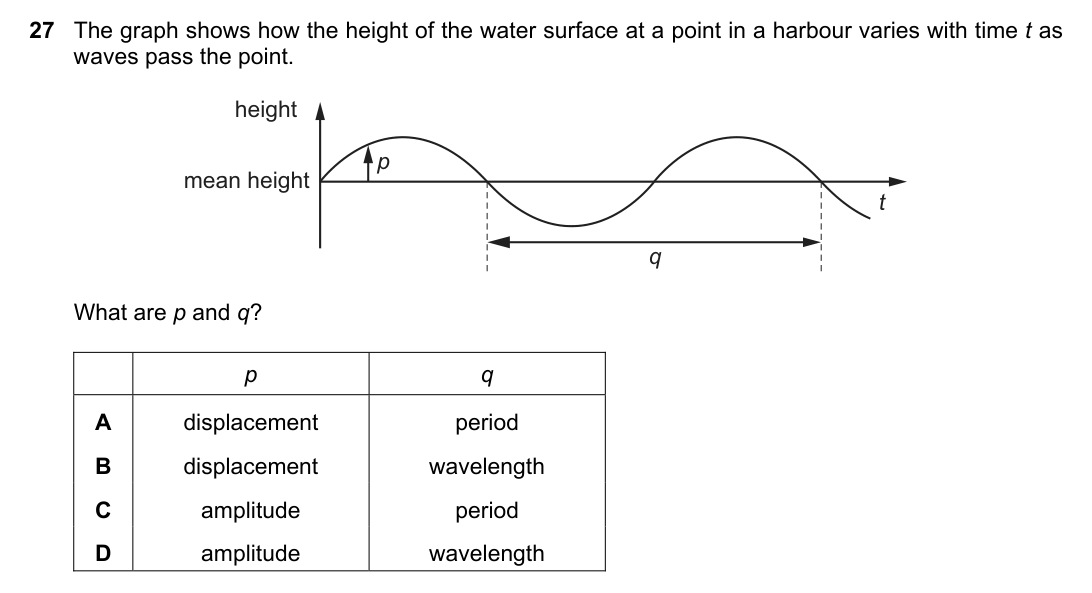 27 The graph shows how the height of the water surface at a point in a harbour varies with time t as
waves pass the point.
height
p
mean height
t
q
What are p and q?
p q
A displacement period
B displacement wavelength
C amplitude period
D amplitude wavelength